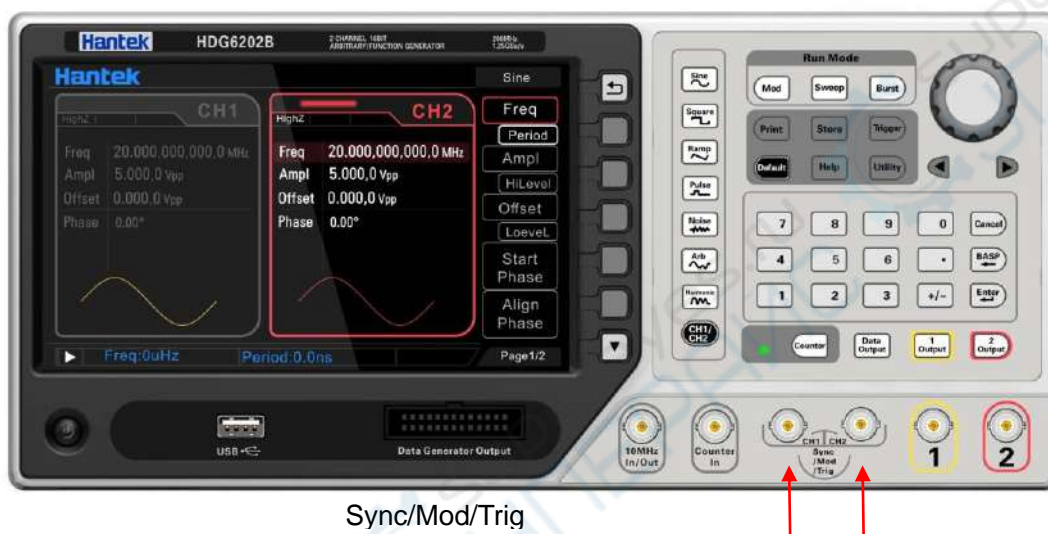 Hantek HDG6202B 2 CHANNEL 16BIT ARBITRARY/FUNCTION GENERATOR 200MHz 1.25GSa/s
Hantek
Sine
CH1
HighZ
Freq 20.000,000,000,0 MHz
Ampl 5.000,0 Vpp
Offset 0.000,0 Vpp
Phase 0.00°
CH2
HighZ
Freq 20.000,000,000,0 MHz
Ampl 5.000,0 Vpp
Offset 0.000,0 Vpp
Phase 0.00°
Freq
Period
Ampl
HiLevel
Offset
LoeveL
Start
Phase
Align
Phase
Freq:0uHz Period:0.0ns
Page1/2
Sine
Square
Ramp
Pulse
Noise
Arb
Harmonic
CH1/
CH2
Run Mode
Mod Sweep Burst
Print Store Trigger
Default Help Utility
7 8 9 0 Cancel
4 5 6 . BASP
1 2 3 +/- Enter
Counter
Data
Output
1
Output
2
Output
USB
Data Generator Output
10MHz
In/Out
Counter
In
CH1 CH2
Sync
/Mod
/Trig
1
2
Sync/Mod/Trig